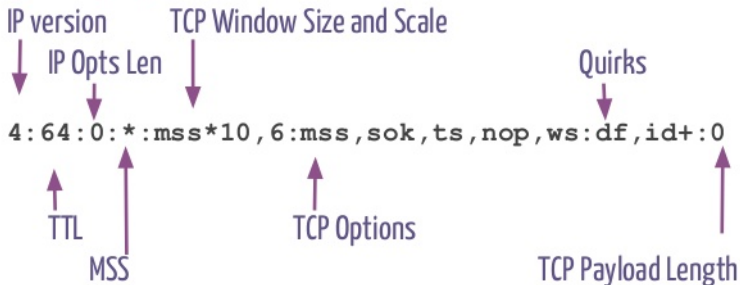 IP version TCP Window Size and Scale
IP Opts Len Quirks
4:64:0:*:mss*10,6:mss,sok,ts,nop,ws:df,id+:0
TTL TCP Options
MSS TCP Payload Length